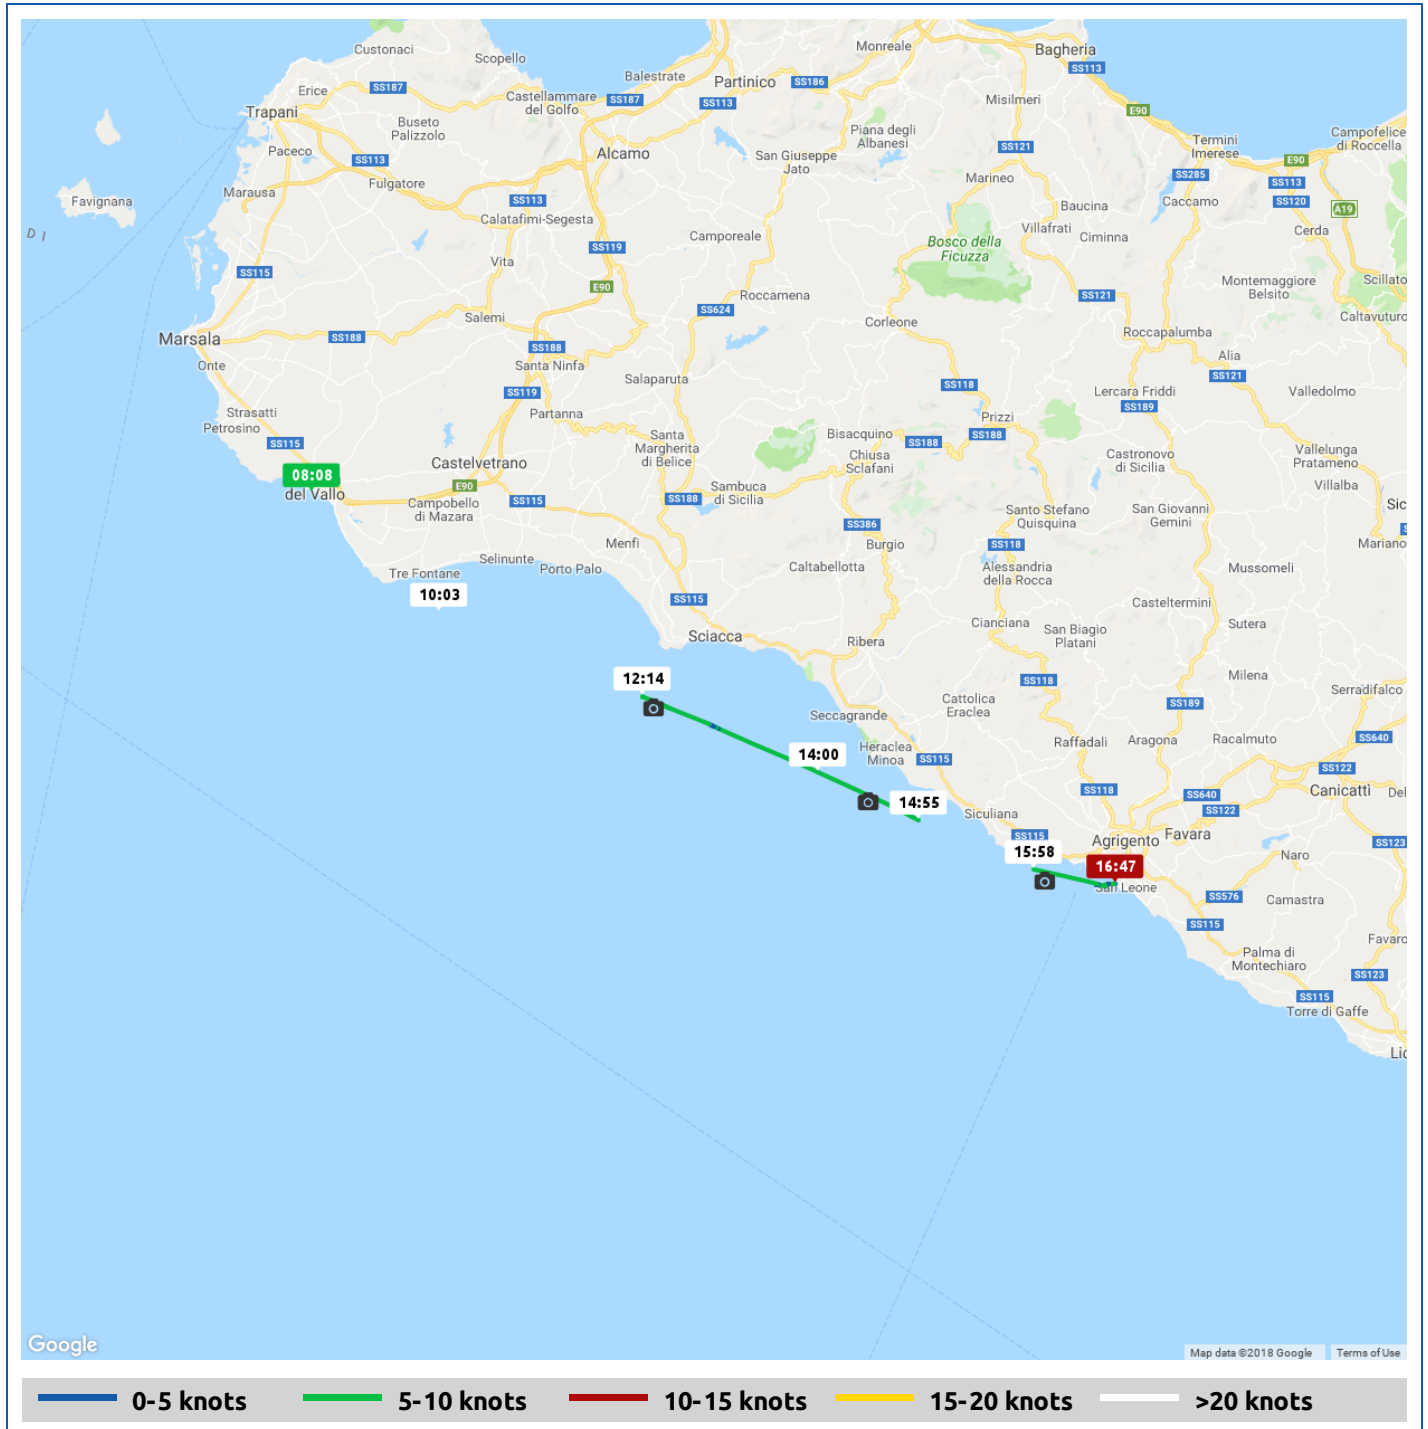 Custonaci
Scopello
Monreale
Bagheria
SS113
Balestrate
Partinico
SS186
Erice
SS187
Castellammare
del Golfo
SS187
SS113
Misilmeri
E90
Trapani
Buseto
Palizzolo
Piana degli
Albanesi
Termini
Imerese
Campofelice
di Roccella
Paceco
SS113
Alcamo
San Giuseppe
Jato
SS121
E90
Marausa
Fulgatore
Marineo
SS285
SS113
Favignana
SS113
Baucina
Caccamo
SS120
A19
D I
Calatafimi-Segesta
Camporeale
Bosco della
Ficuzza
Villafrati
Ciminna
Cerda
SS119
SS115
Vita
E90
Roccamena
SS121
Montemaggiore
Belsito
Scillato
SS624
Salemi
Corleone
Caltavuturo
Marsala
SS188
SS188
Roccapalumba
Onte
Santa Ninfa
Alia
SS121
Salaparuta
SS119
SS118
Lercara Friddi
SS189
Valledolmo
Strasatti
Petrosino
Partanna
Prizzi
SS115
Santa
Margherita
di Belice
Bisacquino
SS188
SS188
Chiusa
Sclafani
Castronovo
di Sicilia
Vallelunga
Pratameno
08:08
del Vallo
Castelvetrano
E90
Campobello
di Mazara
SS115
SS188
Sambuca
di Sicilia
Villalba
Santo Stefano
Quisquina
San Giovanni
Gemini
Sic
SS386
Menfi
Burgio
SS118
Mariano
Selinunte
Porto Palo
Tre Fontane
Caltabellotta
Alessandria
della Rocca
Mussomeli
10:03
SS115
Casteltermini
Sciacca
Ribera
Cianciana
San Biagio
Platani
Sutera
12:14
SS118
Milena
Serradifalco
Cattolica
Eraclea
SS189
Seccagrande
14:00
Heraclea
Minoa
SS115
Raffadali
Aragona
Racalmuto
SS640
SS122
14:55
SS118
SS640
SS122
Canicattì
Del
Siculiana
SS115
15:58
Agrigento
Favara
SS123
16:47
San Leone
Naro
SS576
Camastra
SS115
Palma di
Montechiaro
Favaro
SS123
SS115
Torre di Gaffe
Lic
Google
Map data ©2018 Google
Terms of Use
0-5 knots
5-10 knots
10-15 knots
15-20 knots
>20 knots